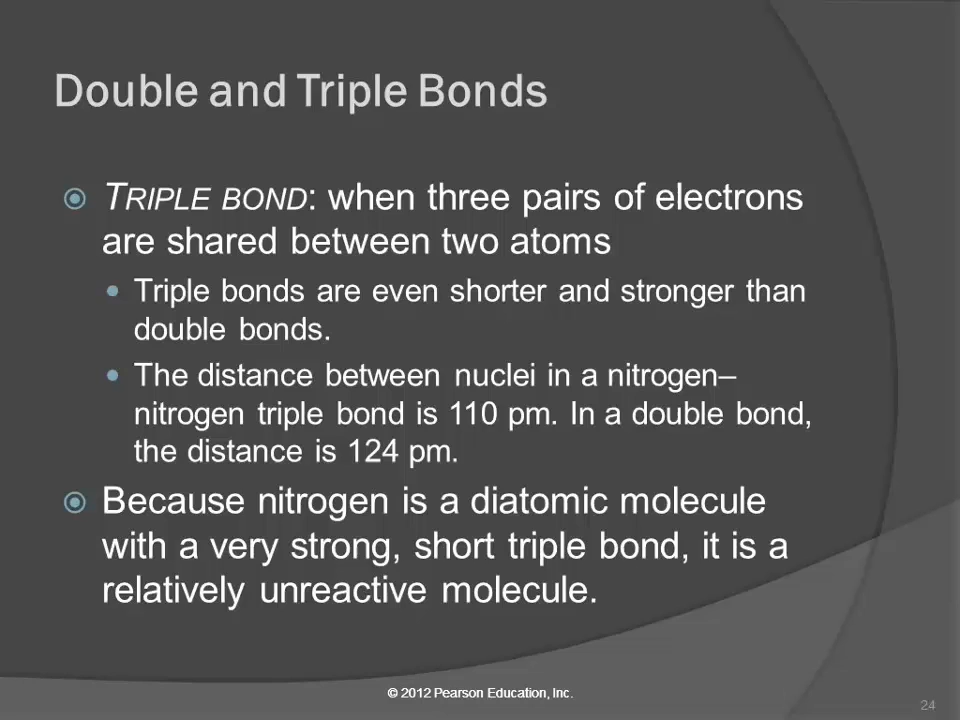 Double and Triple Bonds
TRIPLE BOND: when three pairs of electrons
are shared between two atoms
Triple bonds are even shorter and stronger than
double bonds.
The distance between nuclei in a nitrogen–
nitrogen triple bond is 110 pm. In a double bond,
the distance is 124 pm.
Because nitrogen is a diatomic molecule
with a very strong, short triple bond, it is a
relatively unreactive molecule.
© 2012 Pearson Education, Inc.
24